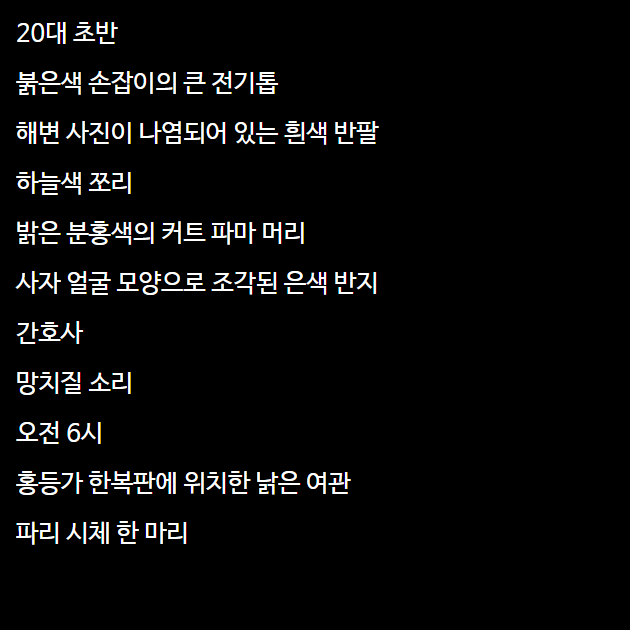 20대 초반
붉은색 손잡이의 큰 전기톱
해변 사진이 나염되어 있는 흰색 반팔
하늘색 쪼리
밝은 분홍색의 커트 파마 머리
사자 얼굴 모양으로 조각된 은색 반지
간호사
망치질 소리
오전 6시
홍등가 한복판에 위치한 낡은 여관
파리 시체 한 마리